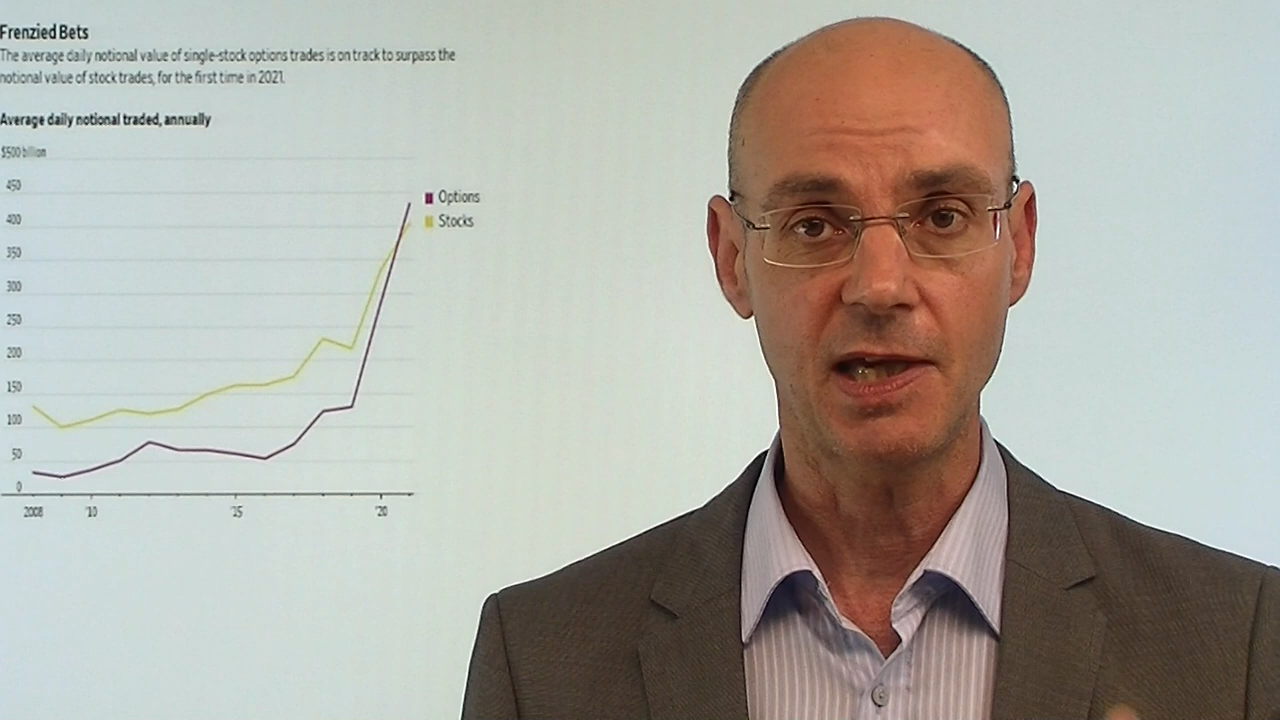 Frenzied Bets
The average daily notional value of single-stock options trades is on track to surpass the
notional value of stock trades, for the first time in 2021.
Average daily notional traded, annually
$500 billion
450
400
350
300
250
200
150
100
50
0
Options
Stocks
2008 '10 '15 '20